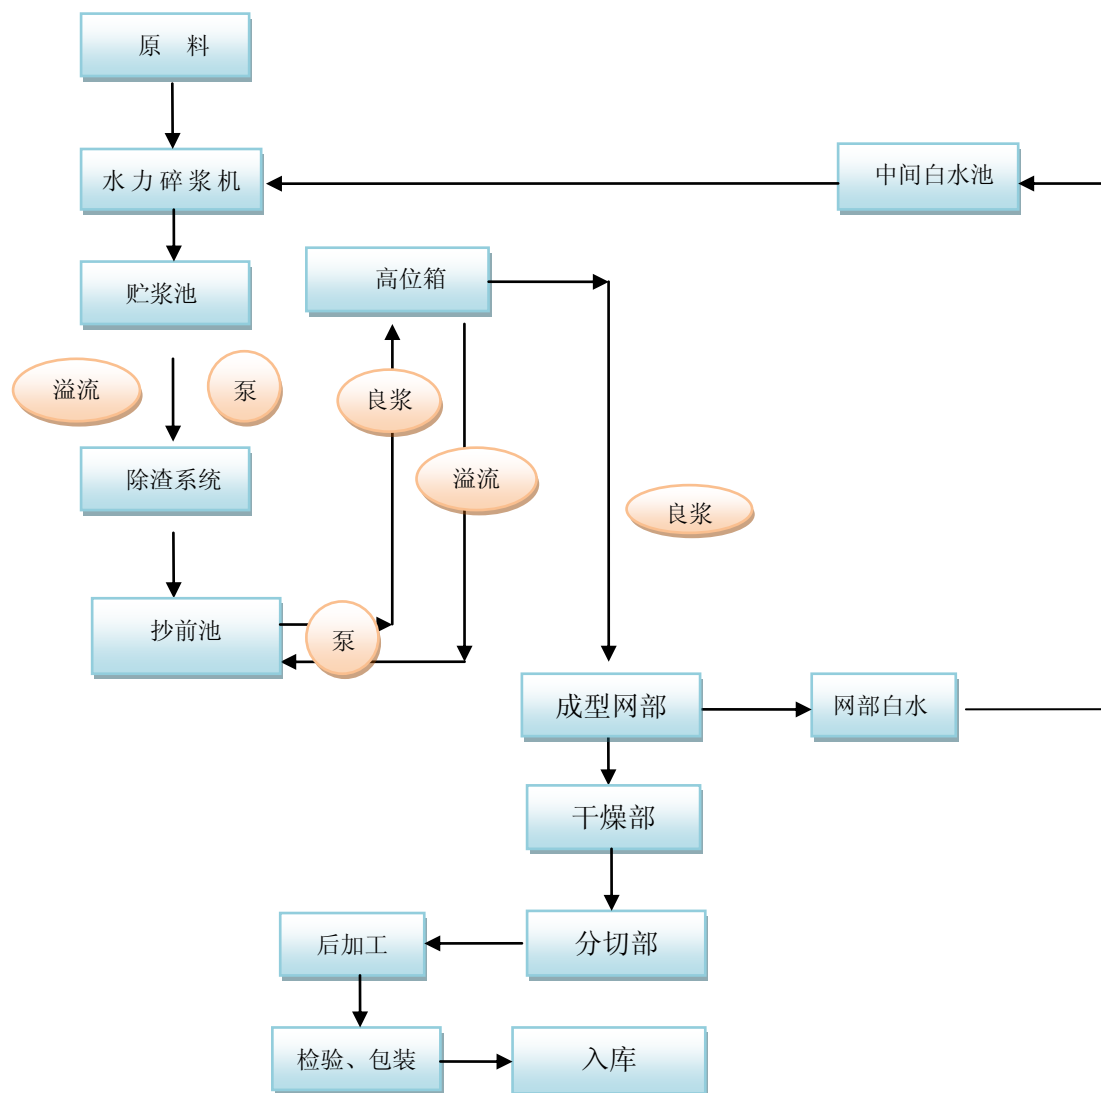 原 料
水力碎浆机
中间白水池
高位箱
贮浆池
溢流
泵
良浆
除渣系统
溢流
良浆
抄前池
泵
成型网部
网部白水
干燥部
后加工
分切部
检验、包装
入库